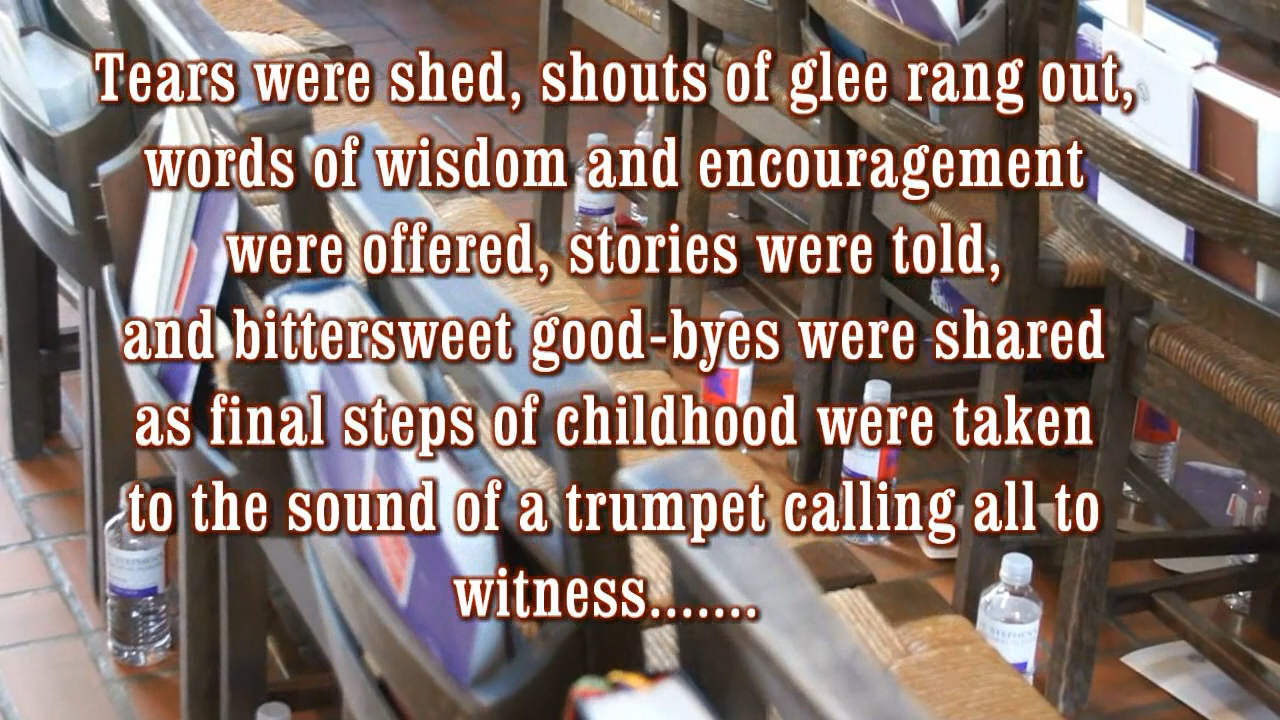 Tears were shed, shouts of glee rang out,
words of wisdom and encouragement
were offered, stories were told,
and bittersweet good-byes were shared
as final steps of childhood were taken
to the sound of a trumpet calling all to
witness.......